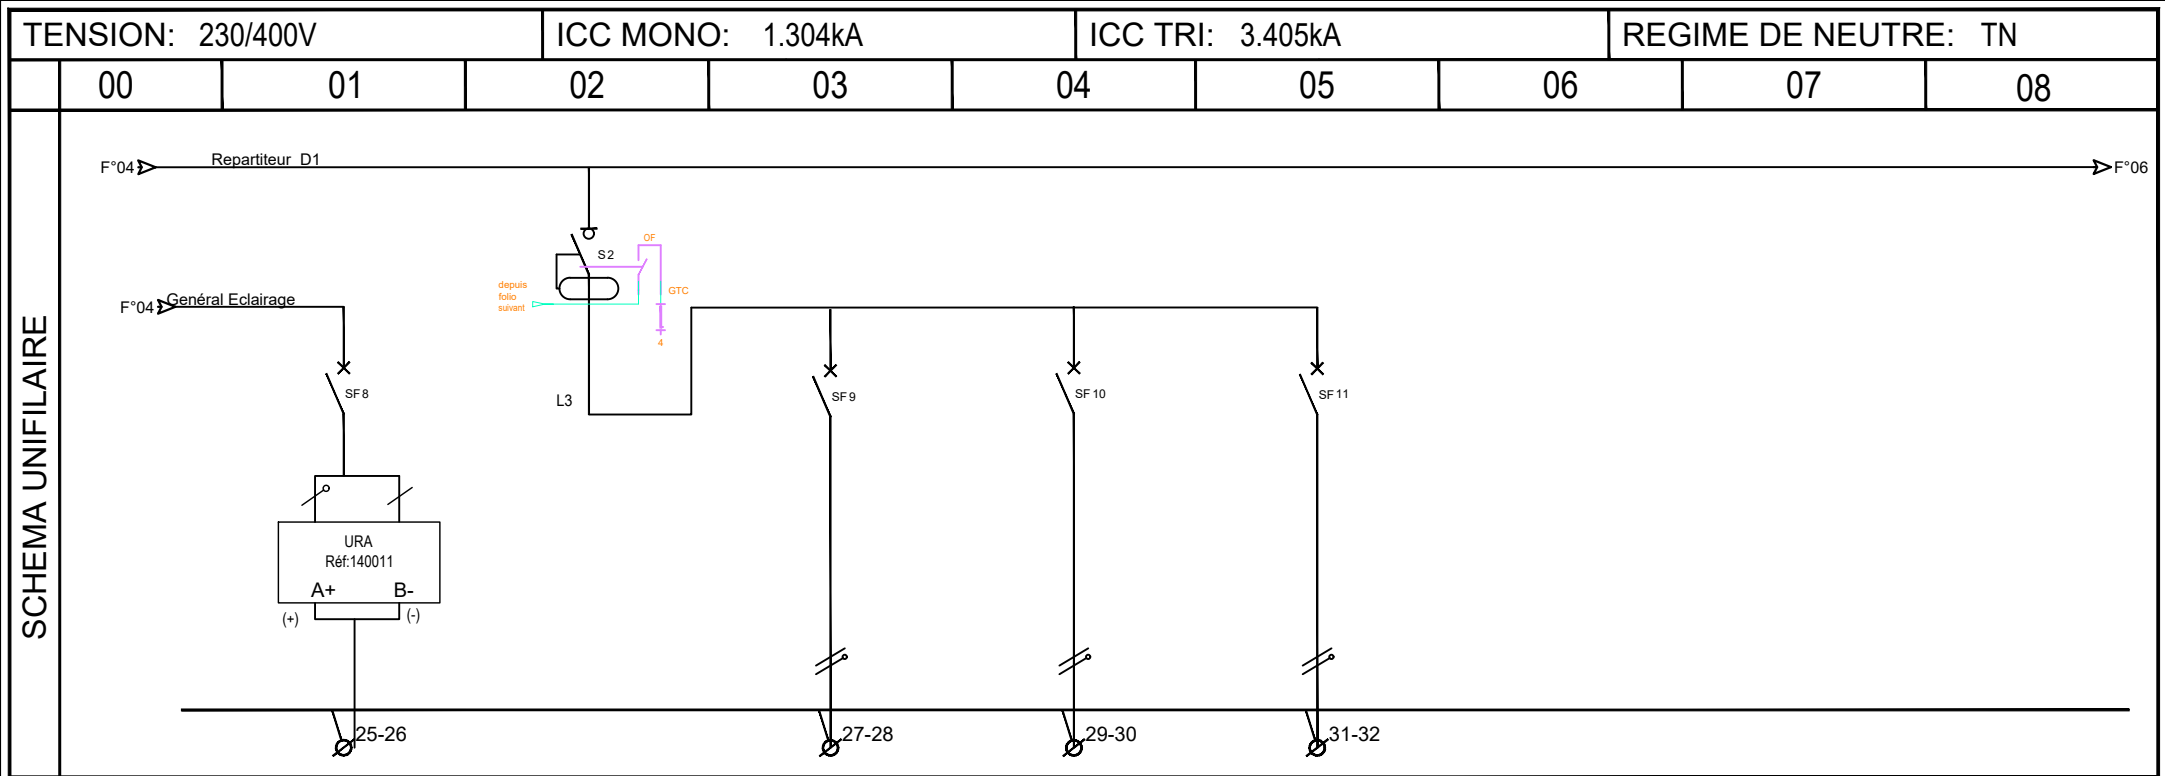 TENSION: 230/400V ICC MONO: 1.304kA ICC TRI: 3.405kA REGIME DE NEUTRE: TN
00 01 02 03 04 05 06 07 08
SCHEMA UNIFILAIRE
F°04 Repartiteur D1 F°06
OF
S2
depuis
folio
suivant
GTC
4
F°04 Genéral Eclairage
L3
SF8 SF9 SF10 SF11
URA
Réf:140011
A+ B-
(+) (-)
25-26 27-28 29-30 31-32